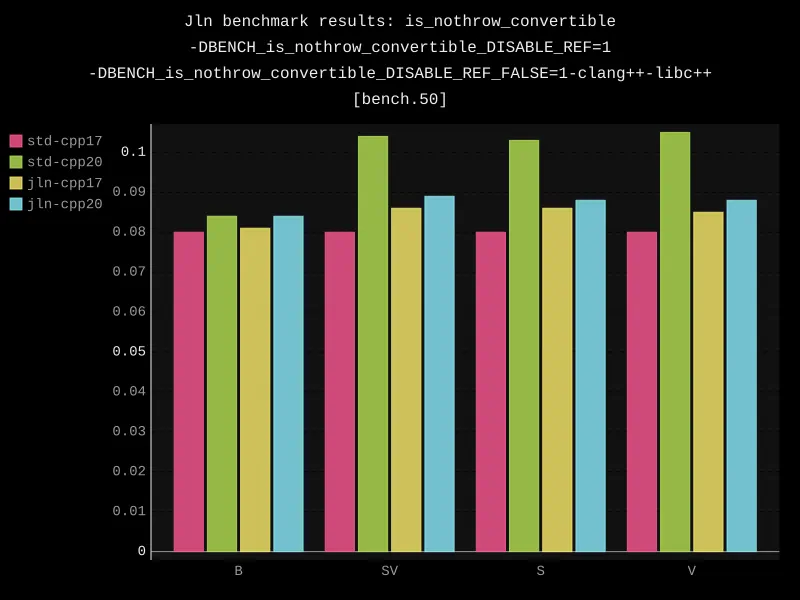 Jln benchmark results: is_nothrow_convertible
-DBENCH_is_nothrow_convertible_DISABLE_REF=1
-DBENCH_is_nothrow_convertible_DISABLE_REF_FALSE=1-clang++-libc++
[bench.50]
std-cpp17
std-cpp20
jln-cpp17
jln-cpp20
0.1
0.09
0.08
0.07
0.06
0.05
0.04
0.03
0.02
0.01
0
B
SV
S
V